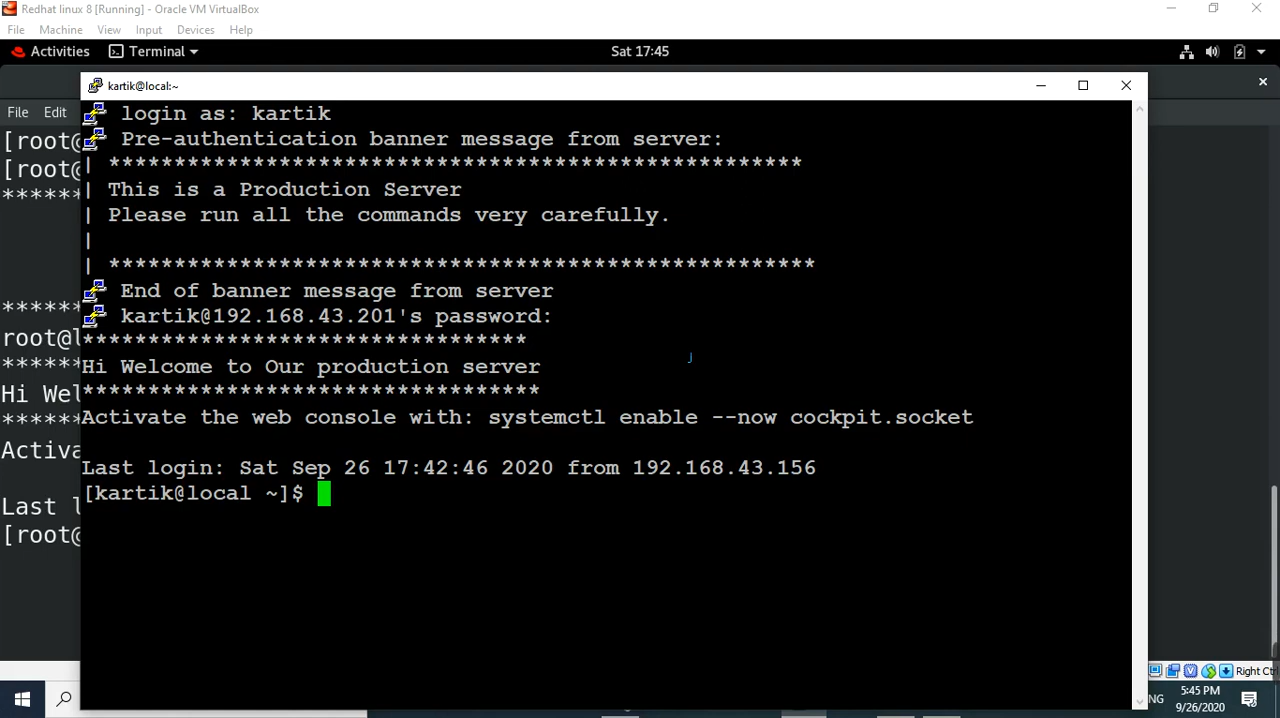 Redhat linux 8 [Running] - Oracle VM VirtualBox
File Machine View Input Devices Help
Activities Terminal Sat 17:45
kartik@local:~
File Edit
login as: kartik
Pre-authentication banner message from server:
| *****************************************************
| This is a Production Server
| Please run all the commands very carefully.
|
| ******************************************************
End of banner message from server
kartik@192.168.43.201's password:
**********************************
Hi Welcome to Our production server
***********************************
Activate the web console with: systemctl enable --now cockpit.socket
Last login: Sat Sep 26 17:42:46 2020 from 192.168.43.156
[kartik@local ~]$
[root@
[root@
******
******
root@l
******
Hi Wel
******
Activa
Last l
[root@
Right Ctrl
NG
5:45 PM
9/26/2020